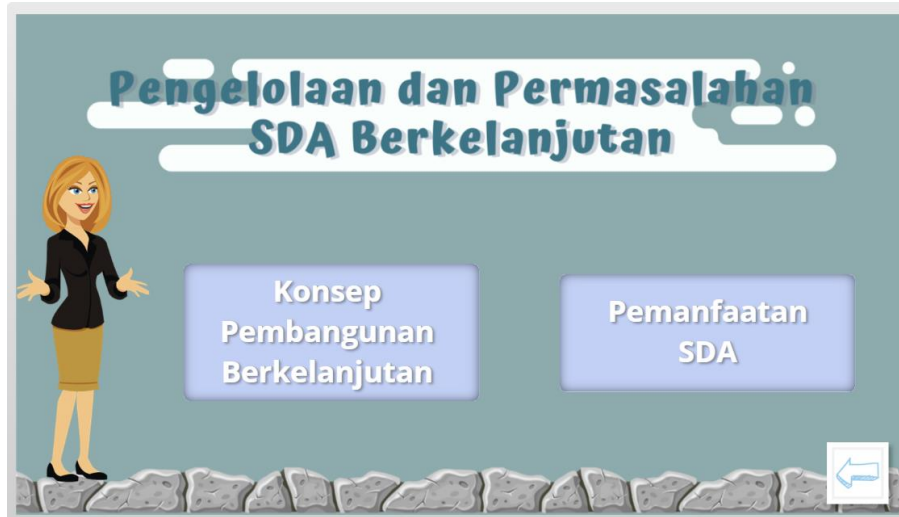 Pengelolaan dan Permasalahan
SDA Berkelanjutan
Konsep
Pembangunan
Berkelanjutan
Pemanfaatan
SDA